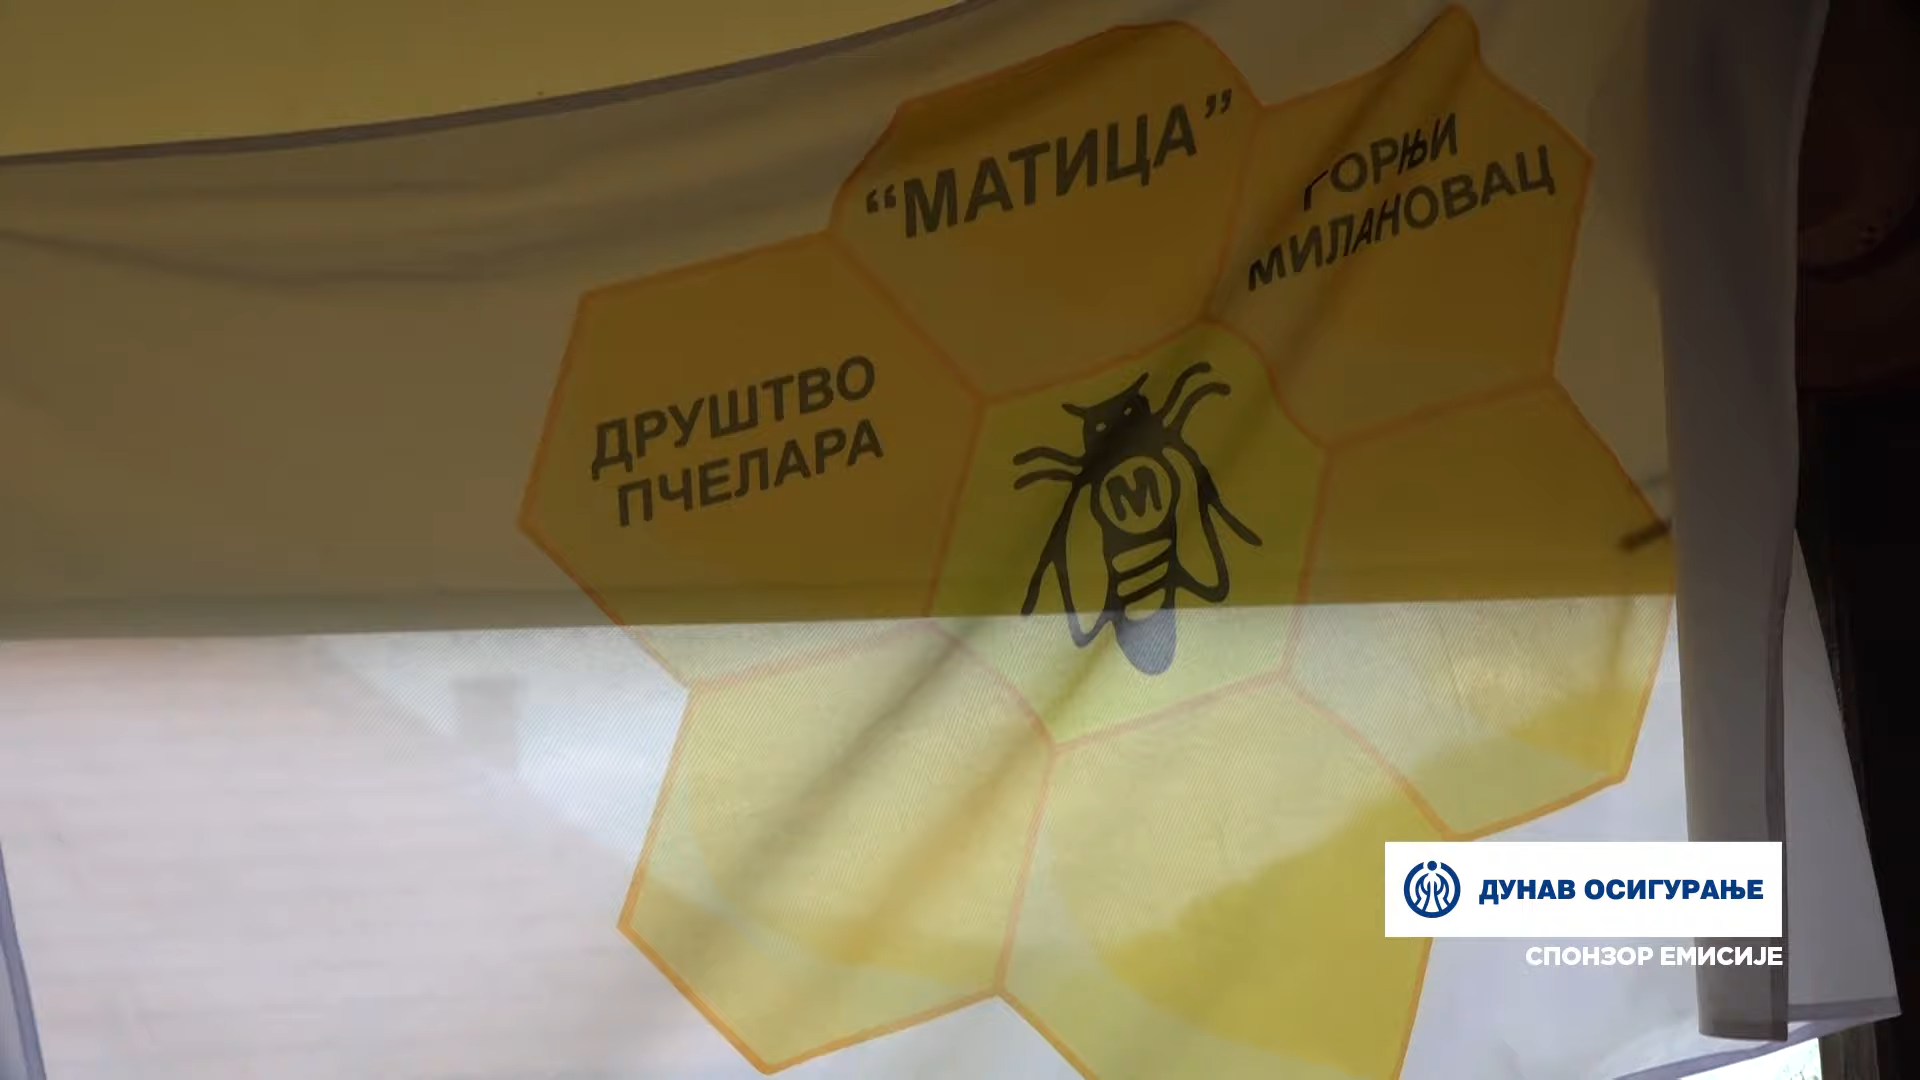 “МАТИЦА”
ГОРЊИ
МИЛАНОВАЦ
ДРУШТВО
ПЧЕЛАРА
М
ДУНАВ ОСИГУРАЊЕ
СПОНЗОР ЕМИСИЈЕ